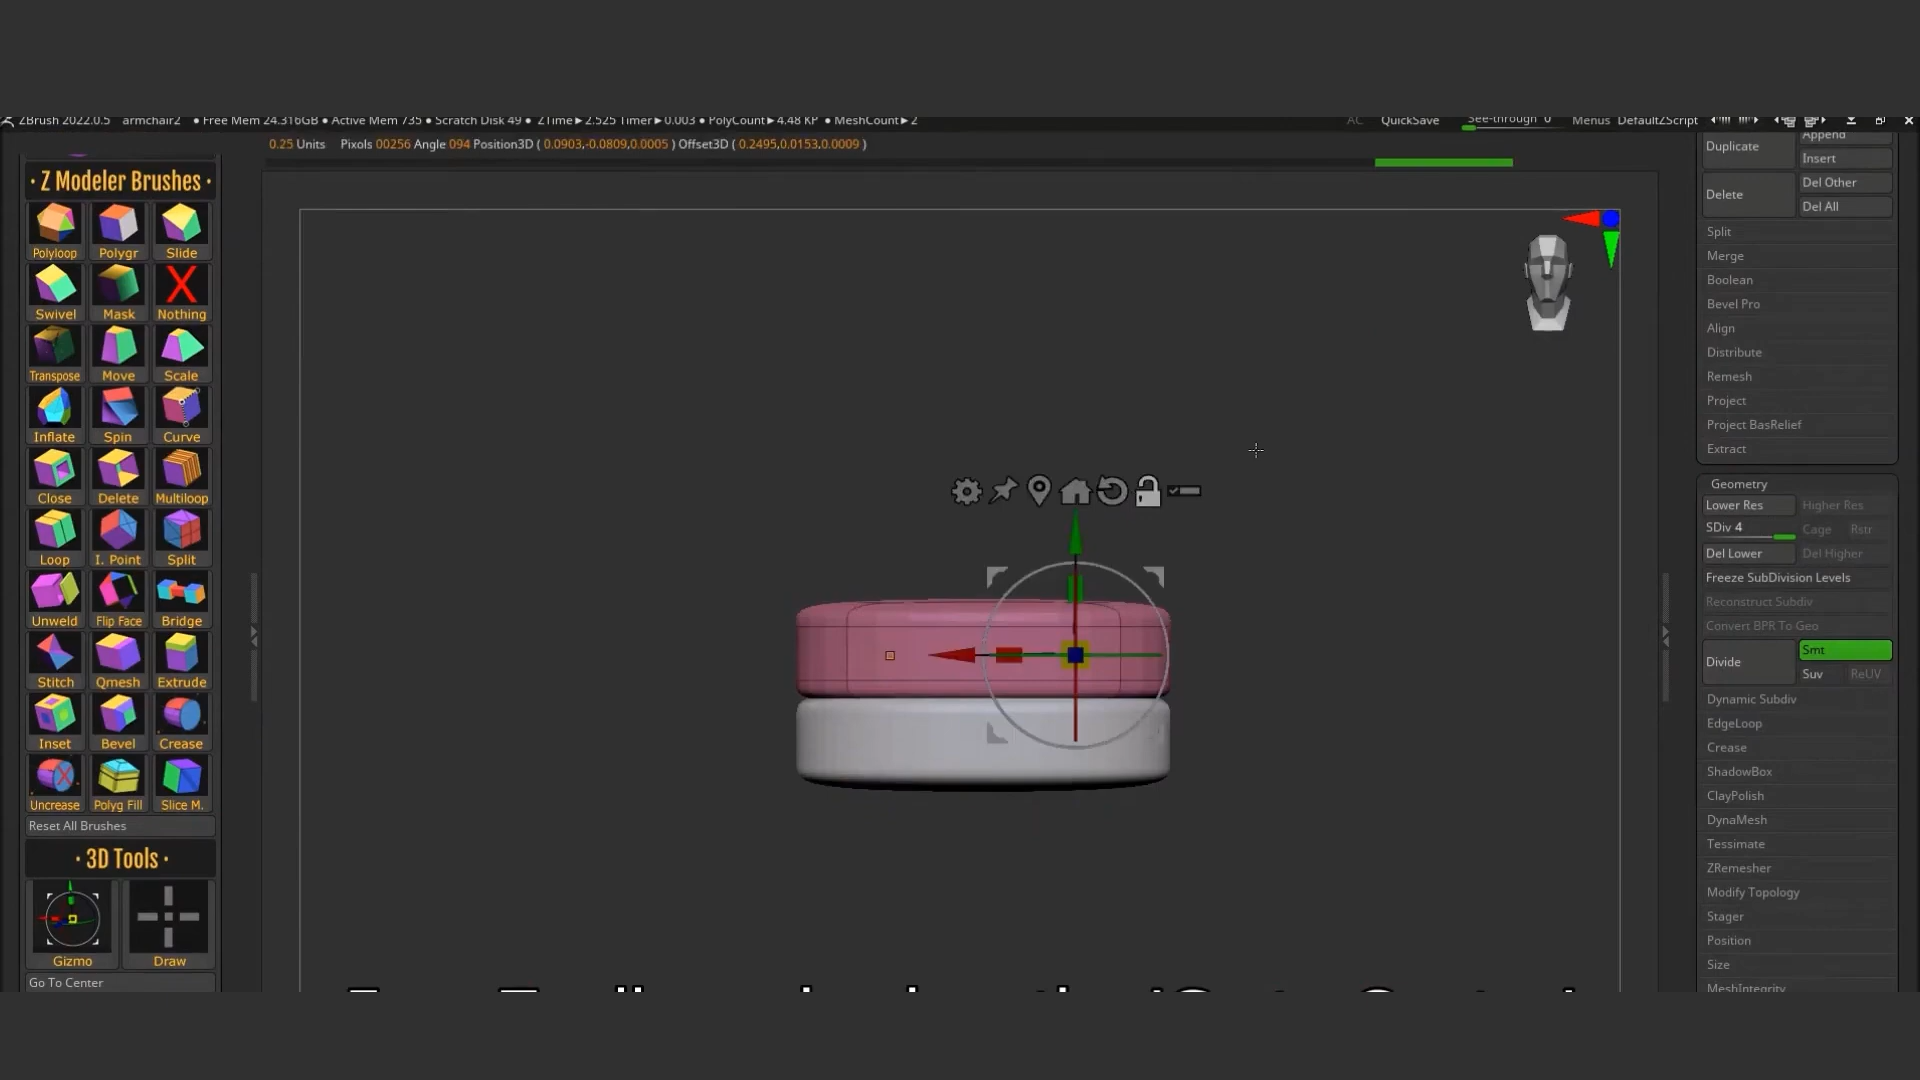 ZBrush 2022.0.5 armchair2 ● Free Mem 24.316GB ● Active Mem 735 ● Scratch Disk 49 ● ZTime►2.525 Timer►0.003 ● PolyCount►4.48 KP ● MeshCount►2
AC QuickSave See-through 0 Menus DefaultZScript
0.25 Units Pixols 00256 Angle 094 Position3D ( 0.0903,-0.0809,0.0005 ) Offset3D ( 0.2495,0.0153,0.0009 )
· Z Modeler Brushes ·
Polyloop Polygr Slide
Swivel Mask Nothing
Transpose Move Scale
Inflate Spin Curve
Close Delete Multiloop
Loop I. Point Split
Unweld Flip Face Bridge
Stitch Qmesh Extrude
Inset Bevel Crease
Uncrease Polyg Fill Slice M.
Reset All Brushes
· 3D Tools ·
Gizmo Draw
Go To Center
Append
Duplicate
Insert
Del Other
Delete
Del All
Split
Merge
Boolean
Bevel Pro
Align
Distribute
Remesh
Project
Project BasRelief
Extract
Geometry
Lower Res Higher Res
SDiv 4 Cage Rstr
Del Lower Del Higher
Freeze SubDivision Levels
Reconstruct Subdiv
Convert BPR To Geo
Divide Smt
Suv ReUV
Dynamic Subdiv
EdgeLoop
Crease
ShadowBox
ClayPolish
DynaMesh
Tessimate
ZRemesher
Modify Topology
Stager
Position
Size
MeshIntegrity